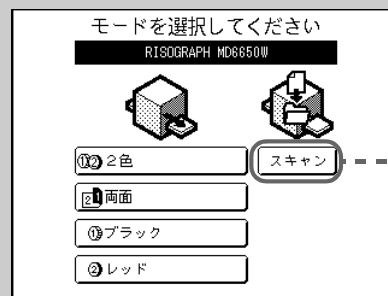 モードを選択してください
RISOGRAPH MD6650W
①② 2色
スキャン
2 1 両面
① ブラック
② レッド